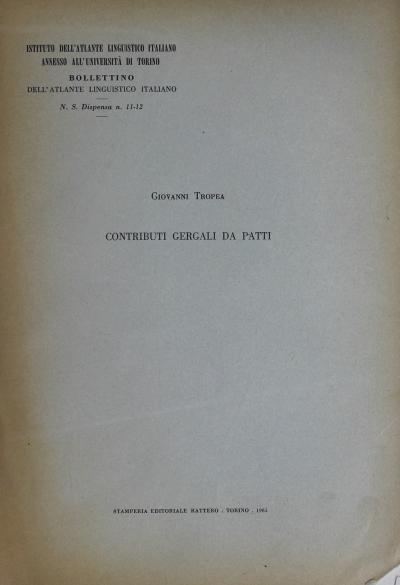 ISTITUTO DELL'ATLANTE LINGUISTICO ITALIANO
ANNESSO ALL'UNIVERSITÀ DI TORINO
BOLLETTINO
DELL'ATLANTE LINGUISTICO ITALIANO
N. S. Dispensa n. 11-12
GIOVANNI TROPEA
CONTRIBUTI GERGALI DA PATTI
STAMPERIA EDITORIALE RATTERO - TORINO - 1965